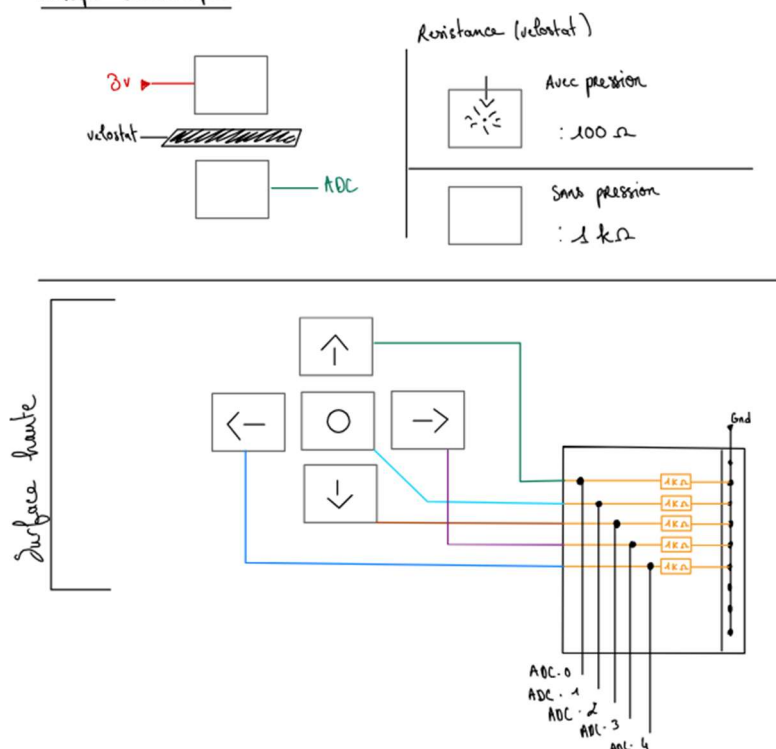 3v
velostat
ADC
Resistance (velostat)
Avec pression
: 100 Ω
Sans pression
: 1 kΩ
Surface haute
Gnd
1KΩ
1KΩ
1KΩ
1KΩ
1KΩ
ADC.0
ADC.1
ADC.2
ADC.3
ADC.4